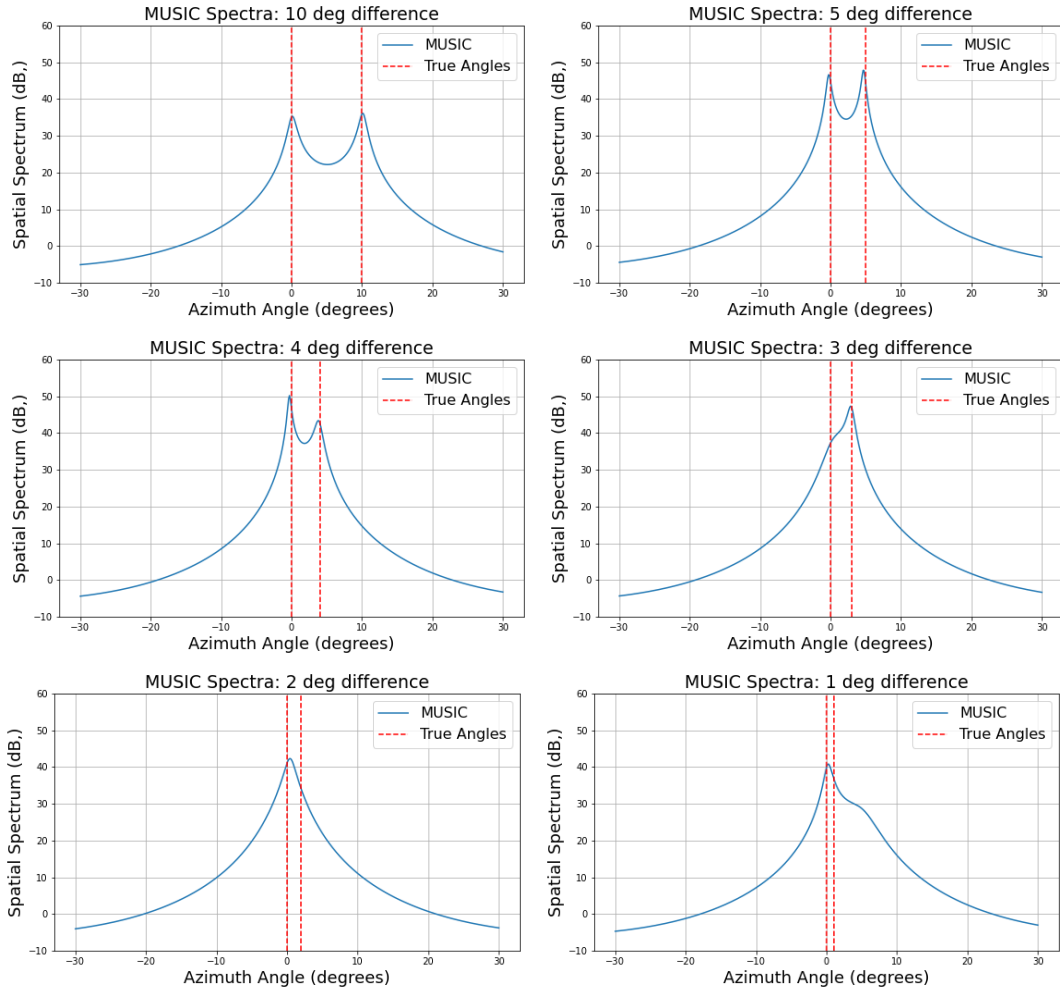 MUSIC Spectra: 10 deg difference
60
50
40
30
20
10
0
−10
Spatial Spectrum (dB,)
MUSIC
True Angles
−30 −20 −10 0 10 20 30
Azimuth Angle (degrees)
MUSIC Spectra: 5 deg difference
60
50
40
30
20
10
0
−10
Spatial Spectrum (dB,)
MUSIC
True Angles
−30 −20 −10 0 10 20 30
Azimuth Angle (degrees)
MUSIC Spectra: 4 deg difference
60
50
40
30
20
10
0
−10
Spatial Spectrum (dB,)
MUSIC
True Angles
−30 −20 −10 0 10 20 30
Azimuth Angle (degrees)
MUSIC Spectra: 3 deg difference
60
50
40
30
20
10
0
−10
Spatial Spectrum (dB,)
MUSIC
True Angles
−30 −20 −10 0 10 20 30
Azimuth Angle (degrees)
MUSIC Spectra: 2 deg difference
60
50
40
30
20
10
0
−10
Spatial Spectrum (dB,)
MUSIC
True Angles
−30 −20 −10 0 10 20 30
Azimuth Angle (degrees)
MUSIC Spectra: 1 deg difference
60
50
40
30
20
10
0
−10
Spatial Spectrum (dB,)
MUSIC
True Angles
−30 −20 −10 0 10 20 30
Azimuth Angle (degrees)